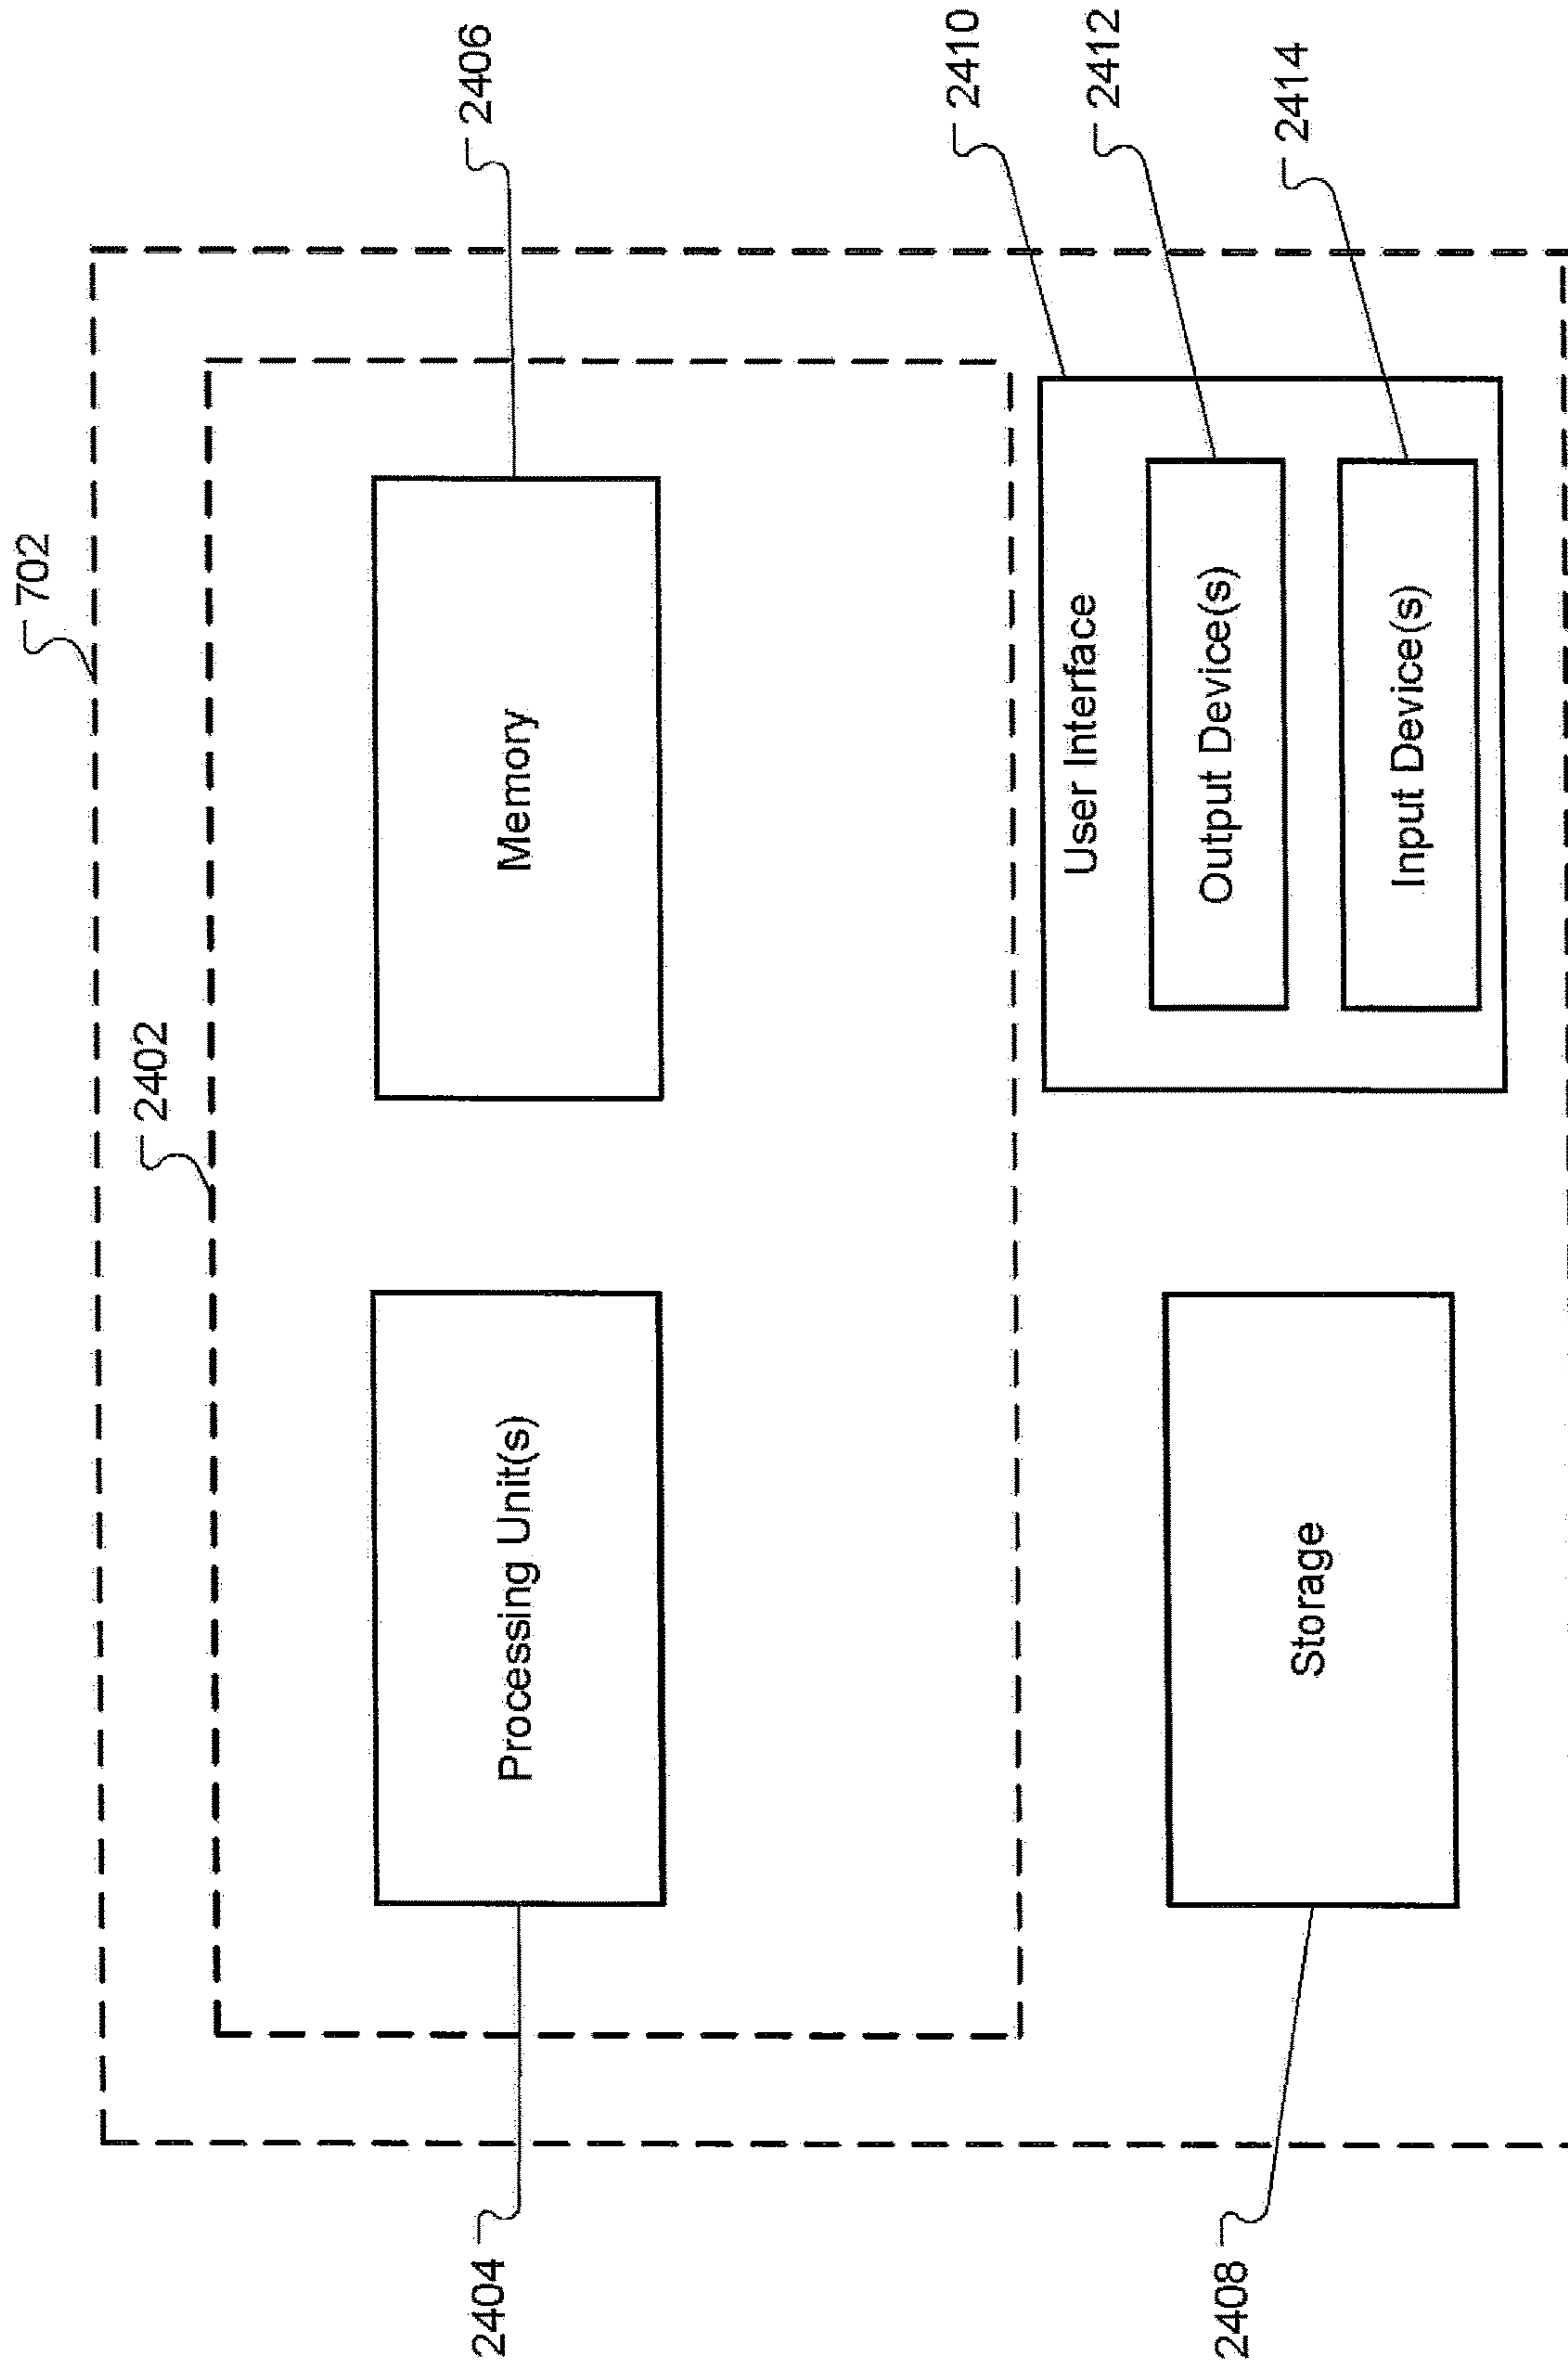 702
2402
2404
Processing Unit(s)
Memory
2406
2408
Storage
User Interface
2410
Output Device(s)
2412
Input Device(s)
2414